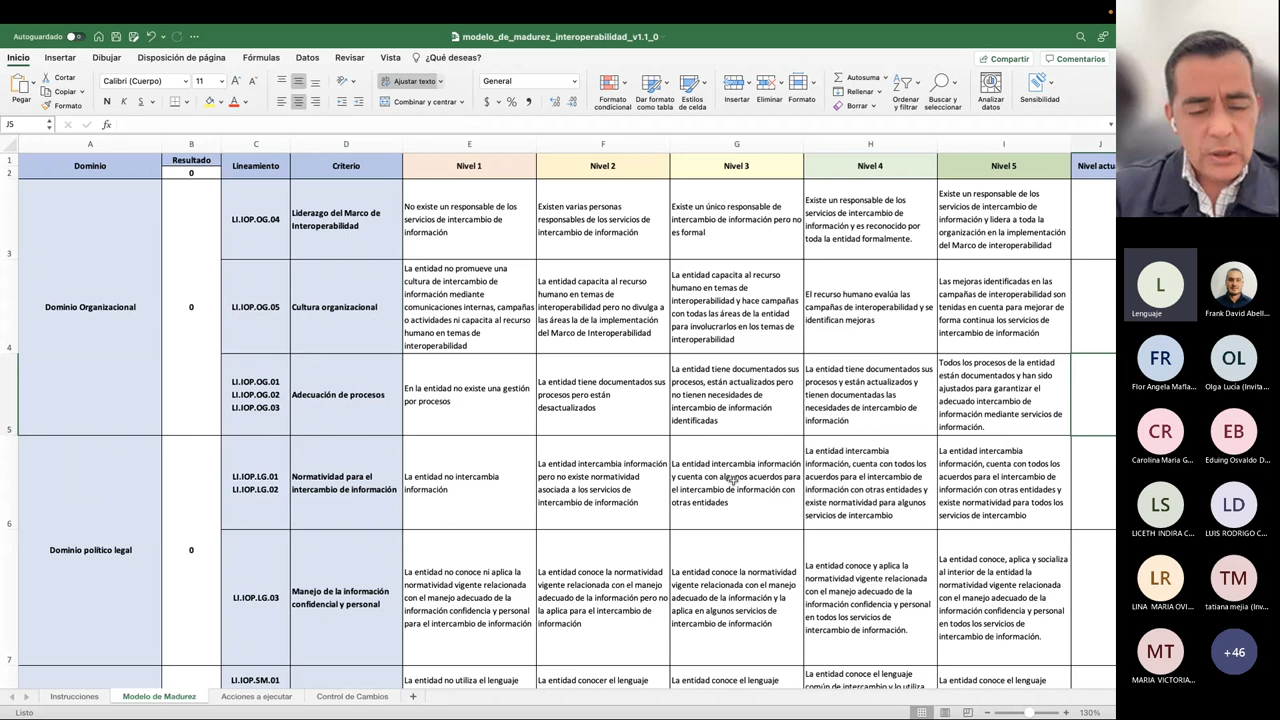 Autoguardado
modelo_de_madurez_interoperabilidad_v1.1_0
Inicio Insertar Dibujar Disposición de página Fórmulas Datos Revisar Vista ¿Qué deseas?
Compartir Comentarios
Pegar
Cortar
Copiar
Formato
Calibri (Cuerpo) 11
N K S
Ajustar texto
Combinar y centrar
General
$ % 9
Formato condicional
Dar formato como tabla
Estilos de celda
Insertar
Eliminar
Formato
Autosuma
Rellenar
Borrar
Ordenar y filtrar
Buscar y seleccionar
Analizar datos
Sensibilidad
J5 fx
A B C D E F G H I J
1
2
Dominio
Resultado
0
Lineamiento
Criterio
Nivel 1
Nivel 2
Nivel 3
Nivel 4
Nivel 5
Nivel actu
3
Dominio Organizacional
0
LI.IOP.OG.04
Liderazgo del Marco de
Interoperabilidad
No existe un responsable de los
servicios de intercambio de
información
Existen varias personas
responsables de los servicios de
intercambio de información
Existe un único responsable de
intercambio de información pero no
es formal
Existe un responsable de los
servicios de intercambio de
información y es reconocido por
toda la entidad formalmente.
Existe un responsable de los
servicios de intercambio de
información y lidera a toda la
organización en la implementación
del Marco de interoperabilidad
4
LI.IOP.OG.05
Cultura organizacional
La entidad no promueve una
cultura de intercambio de
información mediante
comunicaciones internas, campañas
o actividades ni capacita al recurso
humano en temas de
interoperabilidad
La entidad capacita al recurso
humano en temas de
interoperabilidad pero no divulga a
las áreas la de la implementación
del Marco de Interoperabilidad
La entidad capacita al recurso
humano en temas de
interoperabilidad y hace campañas
con todas las áreas de la entidad
para involucrarlos en los temas de
interoperabilidad
El recurso humano evalúa las
campañas de interoperabilidad y se
identifican mejoras
Las mejoras identificadas en las
campañas de interoperabilidad son
tenidas en cuenta para mejorar de
forma continua los servicios de
intercambio de información
5
LI.IOP.OG.01
LI.IOP.OG.02
LI.IOP.OG.03
Adecuación de procesos
En la entidad no existe una gestión
por procesos
La entidad tiene documentados sus
procesos pero están
desactualizados
La entidad tiene documentados sus
procesos, están actualizados pero
no tienen necesidades de
intercambio de información
identificadas
La entidad tiene documentados sus
procesos y están actualizados y
tienen documentadas las
necesidades de intercambio de
información
Todos los procesos de la entidad
están documentados y han sido
ajustados para garantizar el
adecuado intercambio de
información mediante servicios de
información.
6
Dominio político legal
0
LI.IOP.LG.01
LI.IOP.LG.02
Normatividad para el
intercambio de información
La entidad no intercambia
información
La entidad intercambia información
pero no existe normatividad
asociada a los servicios de
intercambio de información
La entidad intercambia información
y cuenta con algunos acuerdos para
el intercambio de información con
otras entidades
La entidad intercambia
información, cuenta con todos los
acuerdos para el intercambio de
información con otras entidades y
existe normatividad para algunos
servicios de intercambio
La entidad intercambia
información, cuenta con todos los
acuerdos para el intercambio de
información con otras entidades y
existe normatividad para todos los
servicios de intercambio
7
LI.IOP.LG.03
Manejo de la información
confidencial y personal
La entidad no conoce ni aplica la
normatividad vigente relacionada
con el manejo adecuado de la
información confidencia y personal
para el intercambio de información
La entidad conoce la normatividad
vigente relacionada con el manejo
adecuado de la información pero no
la aplica para el intercambio de
información
La entidad conoce la normatividad
vigente relacionada con el manejo
adecuado de la información y la
aplica en algunos servicios de
intercambio de información
La entidad conoce y aplica la
normatividad vigente relacionada
con el manejo adecuado de la
información confidencia y personal
en todos los servicios de
intercambio de información.
La entidad conoce, aplica y socializa
al interior de la entidad la
normatividad vigente relacionada
con el manejo adecuado de la
información confidencia y personal
en todos los servicios de
intercambio de información.
LI.IOP.SM.01
La entidad no utiliza el lenguaje
La entidad conocer el lenguaje
La entidad conoce el lenguaje
La entidad conoce el lenguaje
común de intercambio y lo utiliza
La entidad conoce el lenguaje
Instrucciones Modelo de Madurez Acciones a ejecutar Control de Cambios +
Listo 130%
L
Lenguaje
Frank David Abell...
FR
Flor Angela Mafla...
OL
Olga Lucía (Invita...
CR
Carolina Maria G...
EB
Eduing Osvaldo D...
LS
LICETH INDIRA C...
LD
LUIS RODRIGO C...
LR
LINA MARIA OVI...
TM
tatiana mejia (Inv...
MT
MARIA VICTORIA...
+46